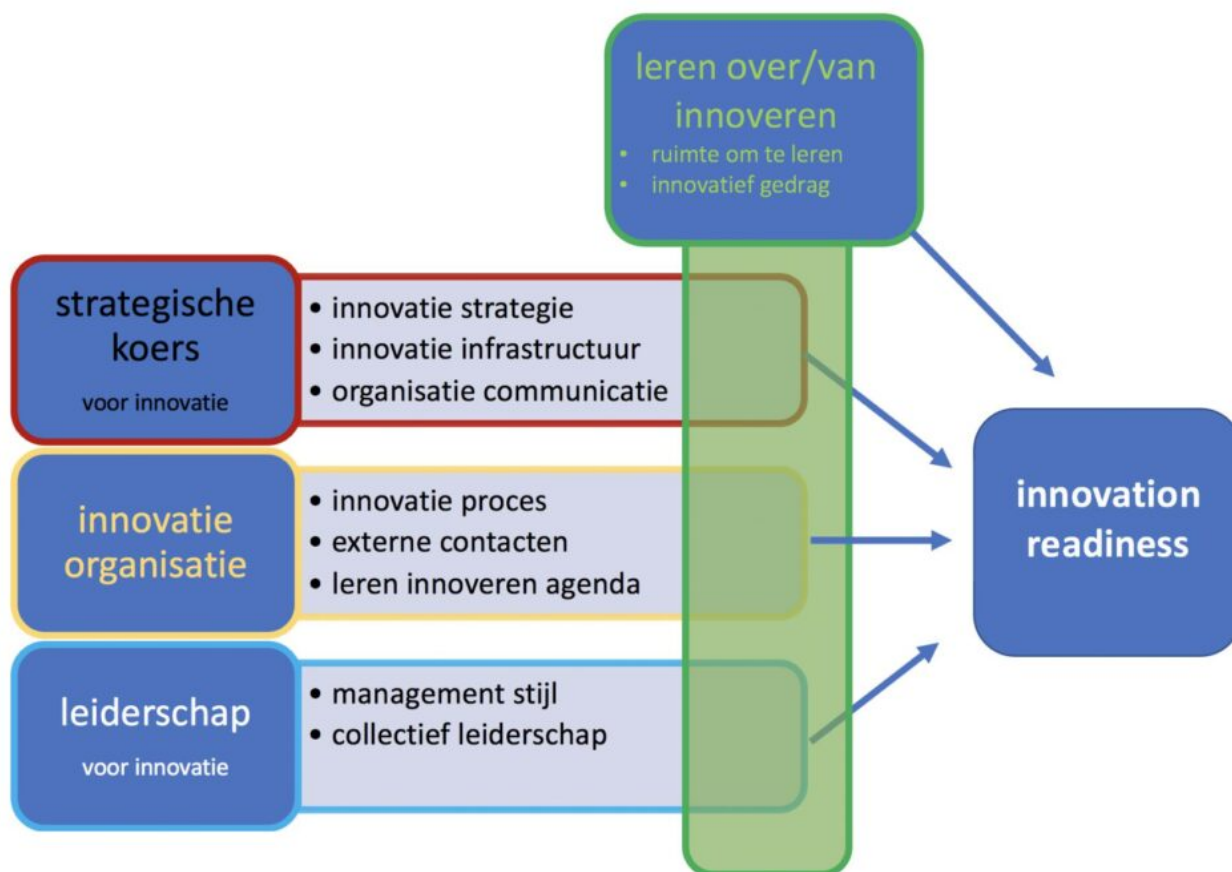 leren over/van
innoveren
• ruimte om te leren
• innovatief gedrag
strategische
koers
voor innovatie
• innovatie strategie
• innovatie infrastructuur
• organisatie communicatie
innovatie
organisatie
• innovatie proces
• externe contacten
• leren innoveren agenda
leiderschap
voor innovatie
• management stijl
• collectief leiderschap
innovation
readiness